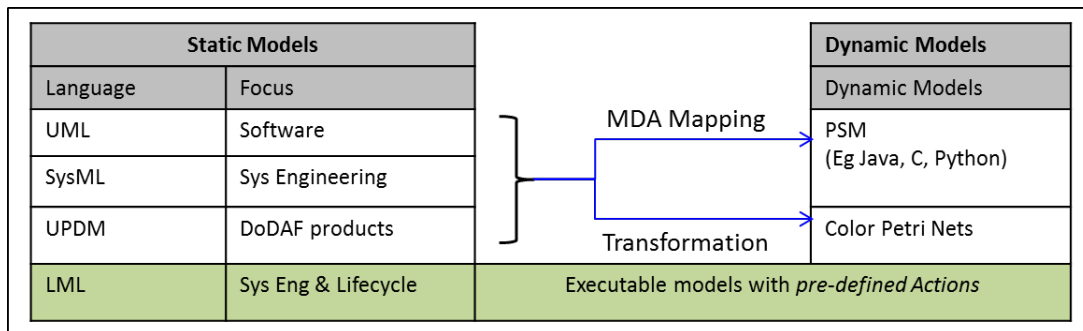 Static Models
Dynamic Models
Language
Focus
Dynamic Models
UML
Software
MDA Mapping
PSM
(Eg Java, C, Python)
SysML
Sys Engineering
UPDM
DoDAF products
Transformation
Color Petri Nets
LML
Sys Eng & Lifecycle
Executable models with pre-defined Actions